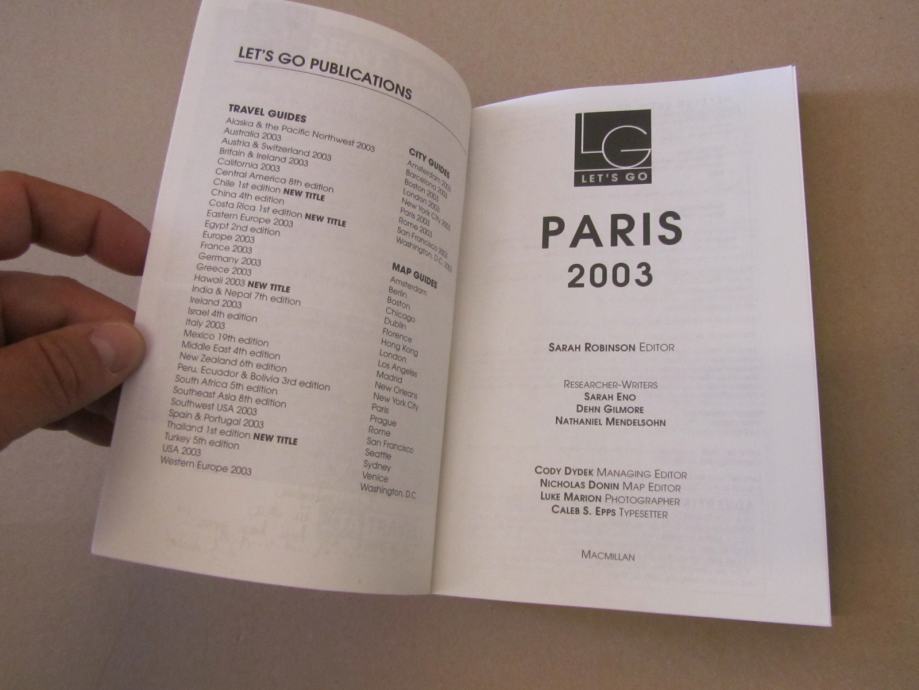 LET'S GO PUBLICATIONS
TRAVEL GUIDES
Alaska & the Pacific Northwest 2003
Australia 2003
Austria & Switzerland 2003
Britain & Ireland 2003
California 2003
Central America 8th edition
Chile 1st edition NEW TITLE
China 4th edition
Costa Rica 1st edition NEW TITLE
Eastern Europe 2003
Egypt 2nd edition
Europe 2003
France 2003
Germany 2003
Greece 2003
Hawaii 2003 NEW TITLE
India & Nepal 7th edition
Ireland 2003
Israel 4th edition
Italy 2003
Mexico 19th edition
Middle East 4th edition
New Zealand 6th edition
Peru, Ecuador & Bolivia 3rd edition
South Africa 5th edition
Southeast Asia 8th edition
Southwest USA 2003
Spain & Portugal 2003
Thailand 1st edition NEW TITLE
Turkey 5th edition
USA 2003
Western Europe 2003
CITY GUIDES
Amsterdam 2003
Barcelona 2003
Boston 2003
London 2003
New York City 2003
Paris 2003
Rome 2003
San Francisco 2003
Washington, D.C. 2003
MAP GUIDES
Amsterdam
Berlin
Boston
Chicago
Dublin
Florence
Hong Kong
London
Los Angeles
Madrid
New Orleans
New York City
Paris
Prague
Rome
San Francisco
Seattle
Sydney
Venice
Washington, D.C.
LG
LET'S GO
PARIS
2003
SARAH ROBINSON EDITOR
RESEARCHER-WRITERS
SARAH ENO
DEHN GILMORE
NATHANIEL MENDELSOHN
CODY DYDEK MANAGING EDITOR
NICHOLAS DONIN MAP EDITOR
LUKE MARION PHOTOGRAPHER
CALEB S. EPPS TYPESETTER
MACMILLAN